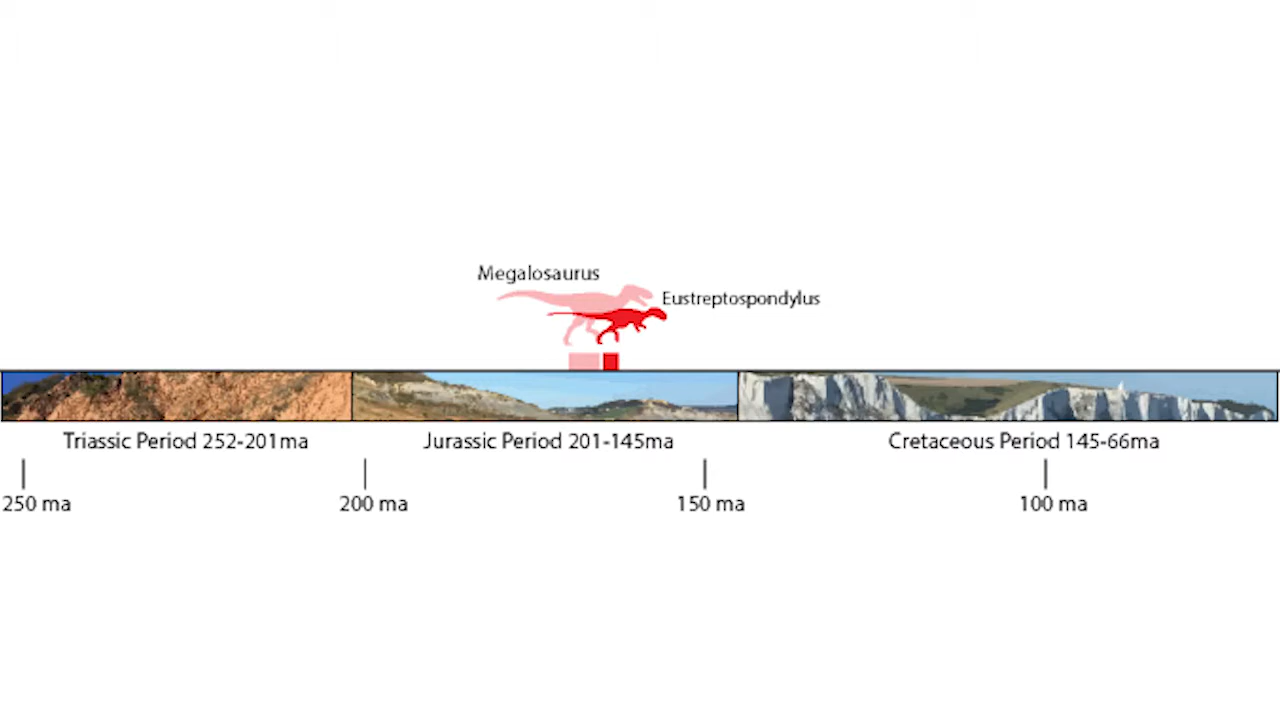 Megalosaurus
Eustreptospondylus
Triassic Period 252-201ma
Jurassic Period 201-145ma
Cretaceous Period 145-66ma
250 ma
200 ma
150 ma
100 ma